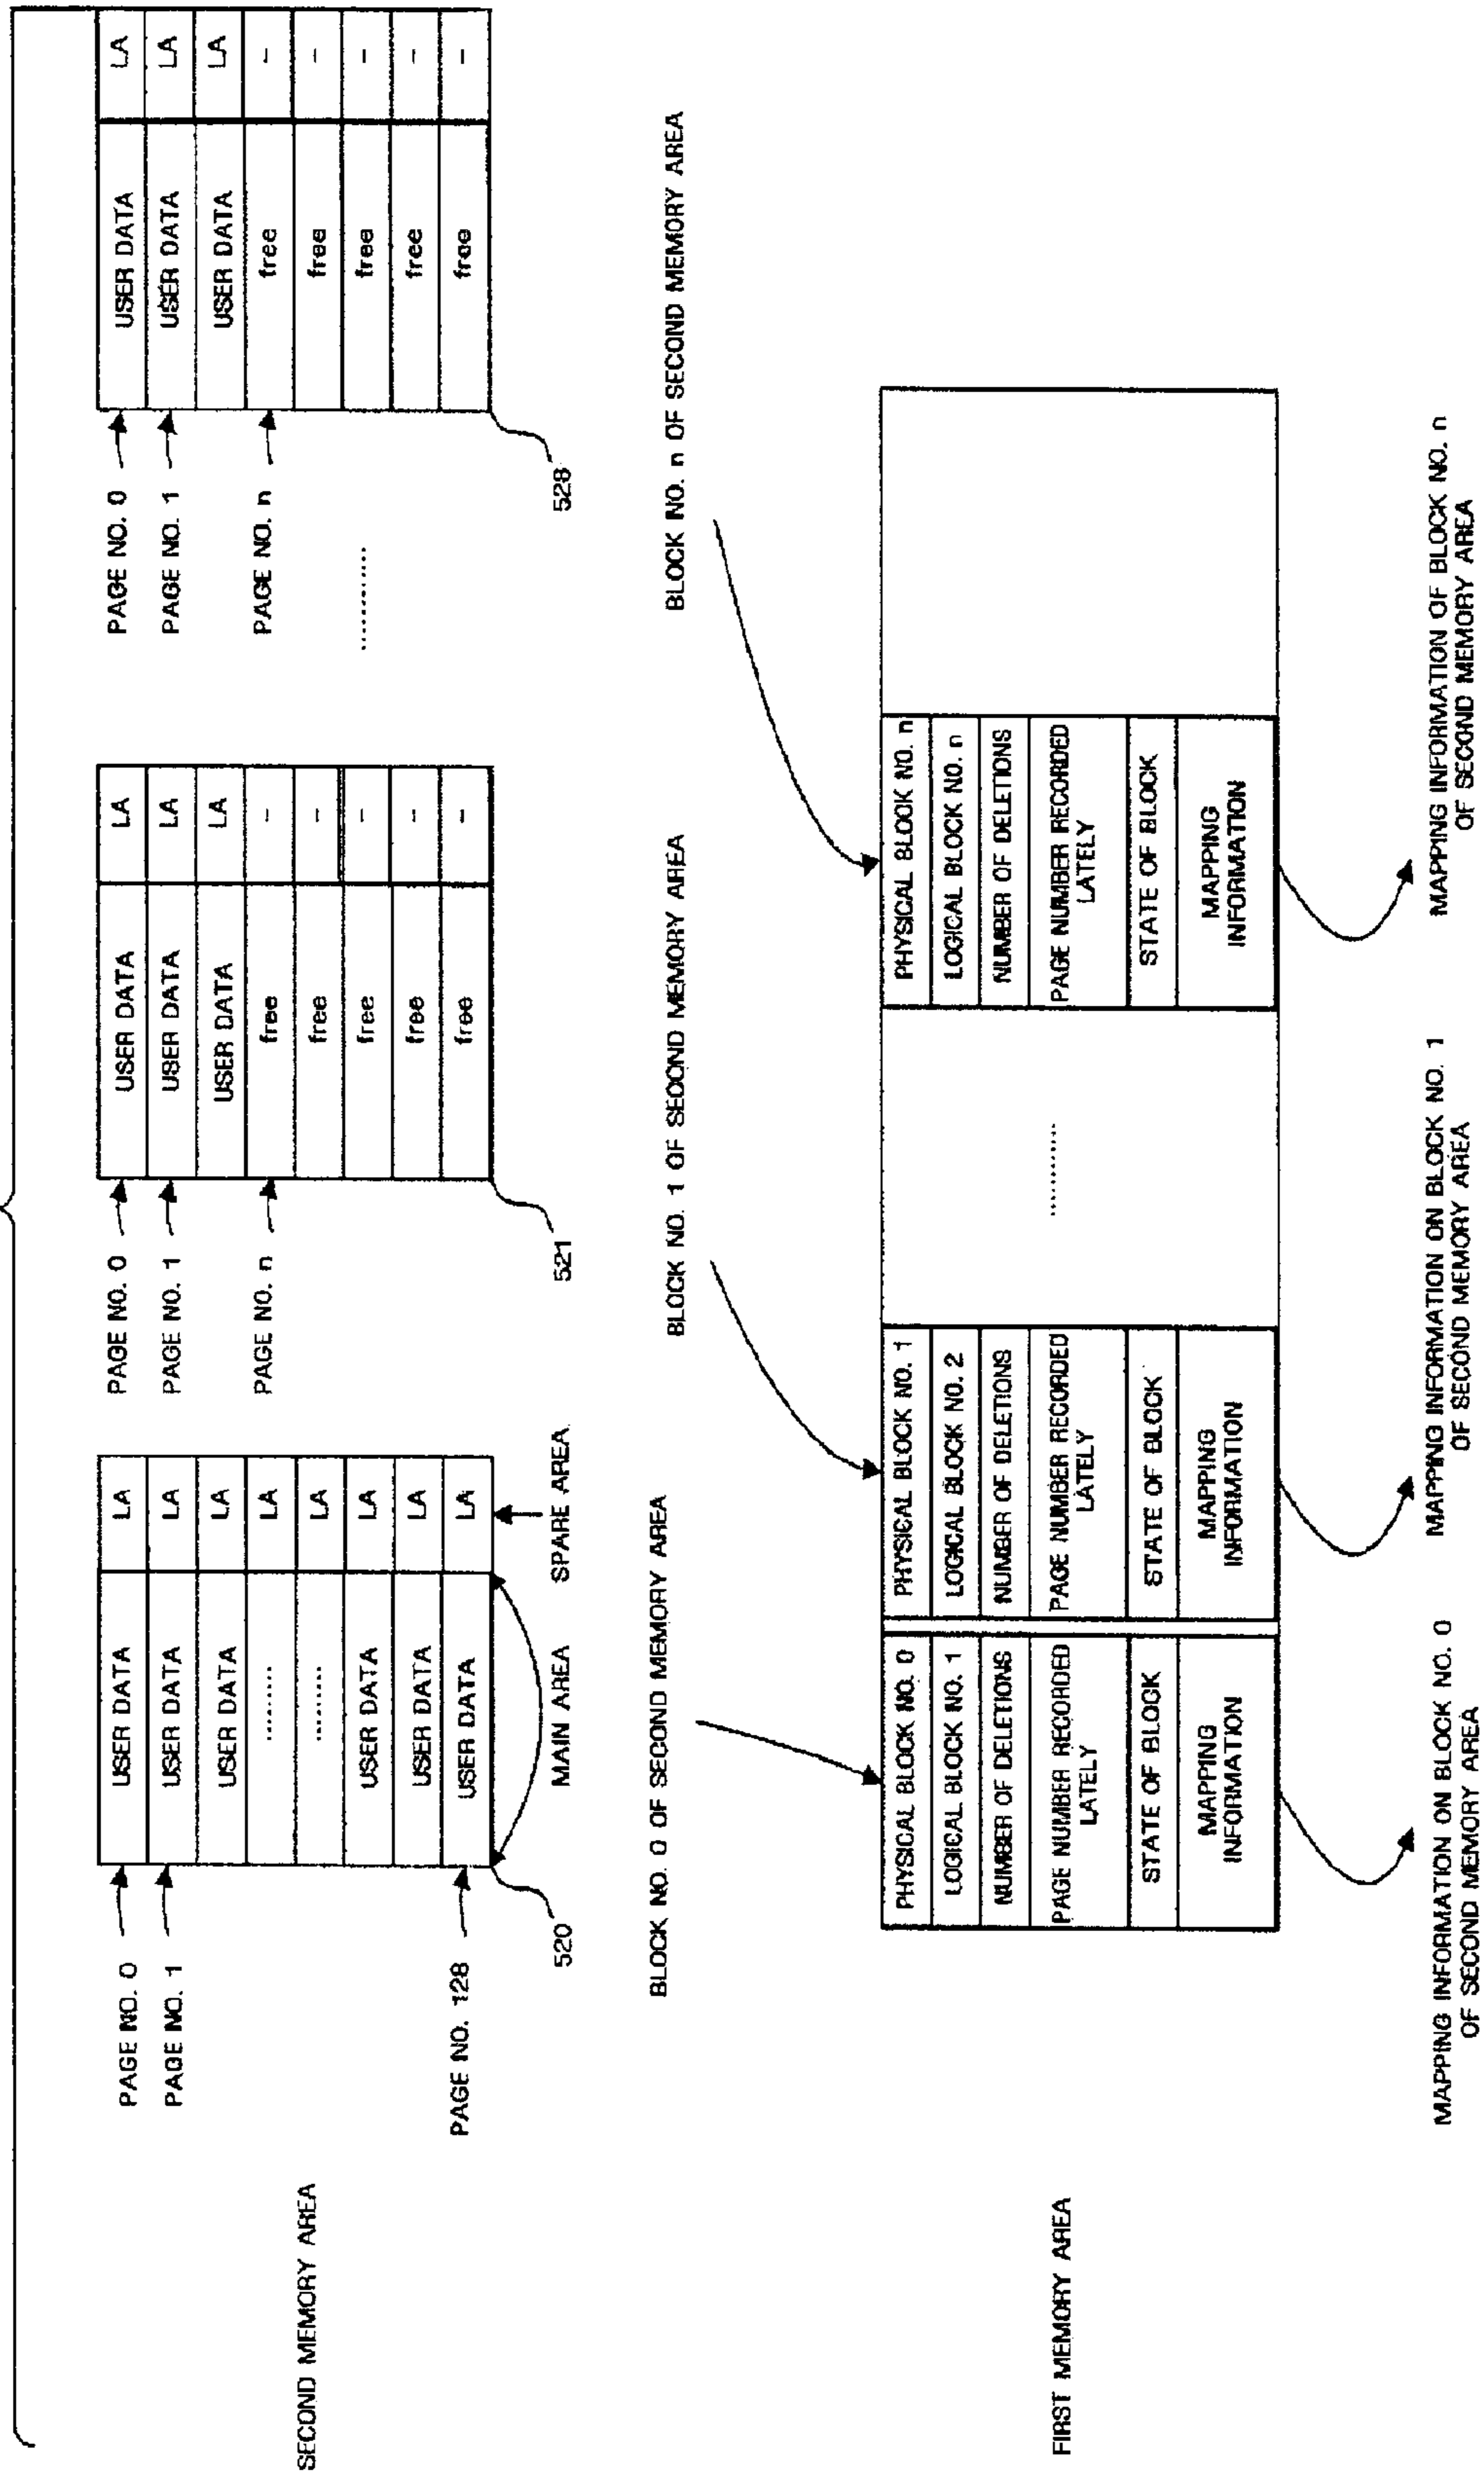 SECOND MEMORY AREA
PAGE NO. 0
PAGE NO. 1
PAGE NO. 128
USER DATA LA
USER DATA LA
USER DATA LA
........ LA
........ LA
USER DATA LA
USER DATA LA
USER DATA LA
520
MAIN AREA
SPARE AREA
PAGE NO. 0
PAGE NO. 1
PAGE NO. n
USER DATA LA
USER DATA LA
USER DATA LA
free -
free -
free -
free -
free -
521
...........
PAGE NO. 0
PAGE NO. 1
PAGE NO. n
USER DATA LA
USER DATA LA
USER DATA LA
free -
free -
free -
free -
free -
528
BLOCK NO. 0 OF SECOND MEMORY AREA
BLOCK NO. 1 OF SECOND MEMORY AREA
BLOCK NO. n OF SECOND MEMORY AREA
FIRST MEMORY AREA
PHYSICAL BLOCK NO. 0
LOGICAL BLOCK NO. 1
NUMBER OF DELETIONS
PAGE NUMBER RECORDED
LATELY
STATE OF BLOCK
MAPPING
INFORMATION
PHYSICAL BLOCK NO. 1
LOGICAL BLOCK NO. 2
NUMBER OF DELETIONS
PAGE NUMBER RECORDED
LATELY
STATE OF BLOCK
MAPPING
INFORMATION
..........
PHYSICAL BLOCK NO. n
LOGICAL BLOCK NO. n
NUMBER OF DELETIONS
PAGE NUMBER RECORDED
LATELY
STATE OF BLOCK
MAPPING
INFORMATION
MAPPING INFORMATION ON BLOCK NO. 0
OF SECOND MEMORY AREA
MAPPING INFORMATION ON BLOCK NO. 1
OF SECOND MEMORY AREA
MAPPING INFORMATION OF BLOCK NO. n
OF SECOND MEMORY AREA